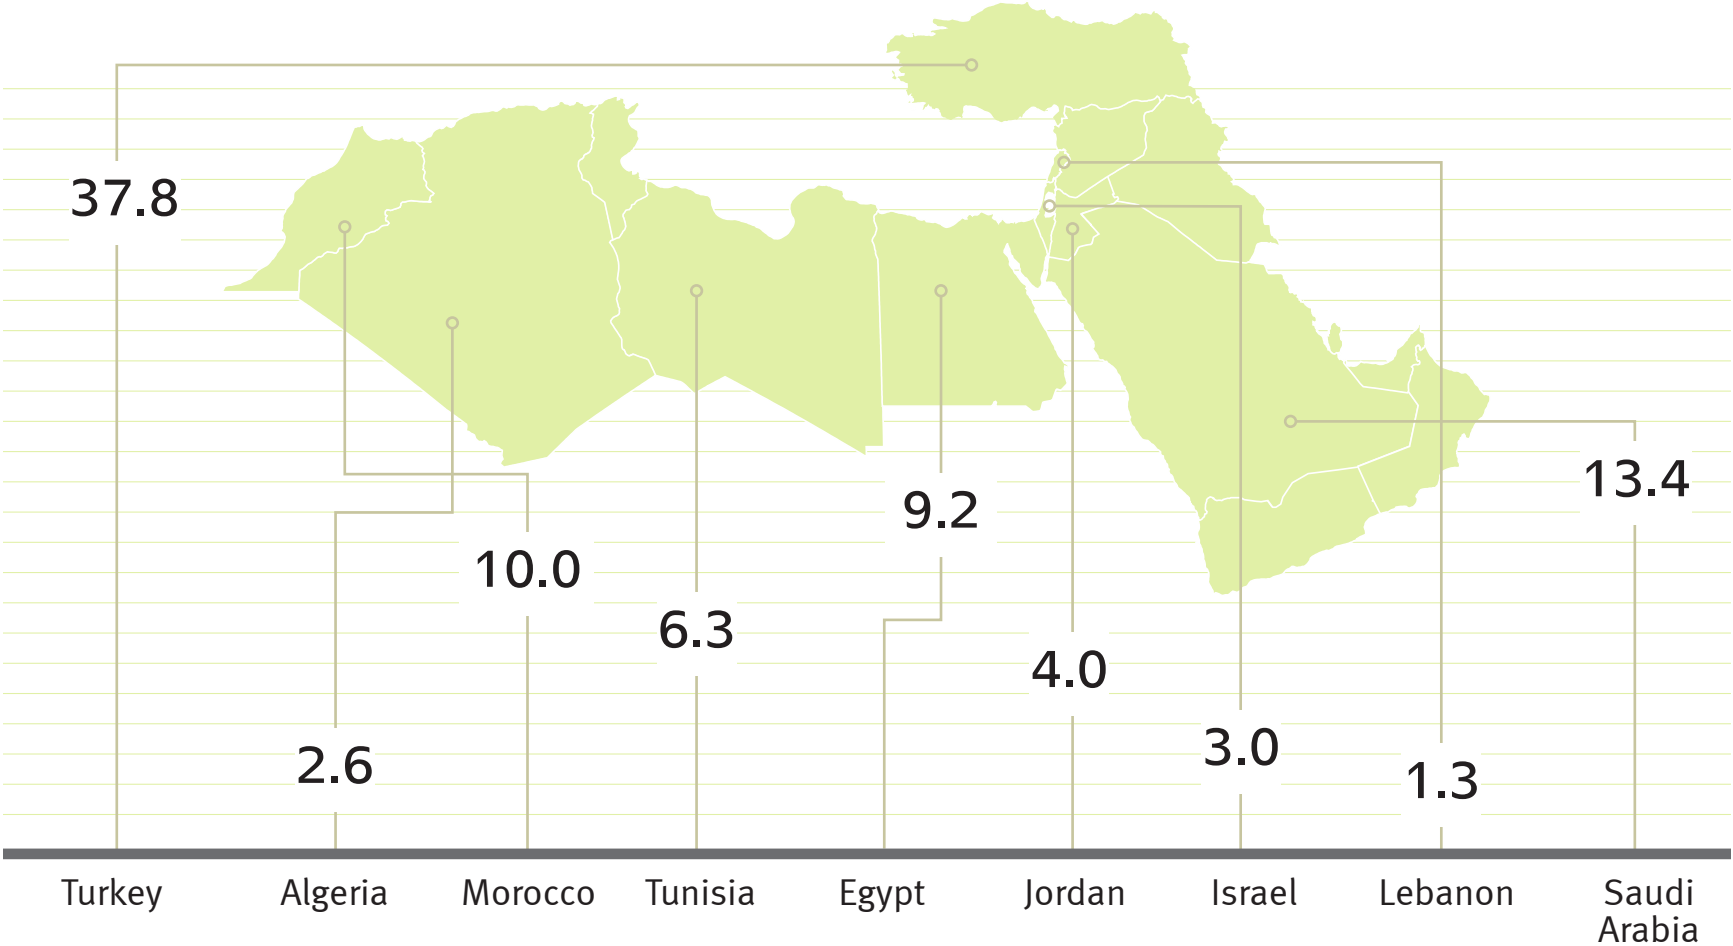 37.8
13.4
9.2
10.0
6.3
4.0
3.0
2.6
1.3
Turkey
Algeria
Morocco
Tunisia
Egypt
Jordan
Israel
Lebanon
Saudi
Arabia